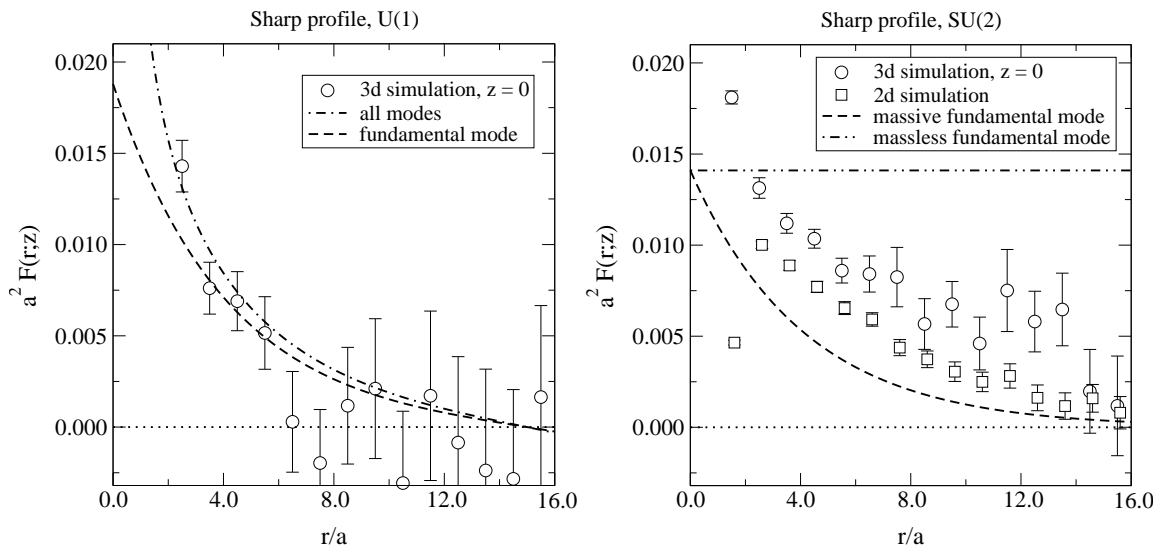 Sharp profile, U(1)
0.020
0.015
0.010
0.005
0.000
a² F(r;z)
3d simulation, z = 0
all modes
fundamental mode
0.0 4.0 8.0 12.0 16.0
r/a
Sharp profile, SU(2)
0.020
0.015
0.010
0.005
0.000
a² F(r;z)
3d simulation, z = 0
2d simulation
massive fundamental mode
massless fundamental mode
0.0 4.0 8.0 12.0 16.0
r/a